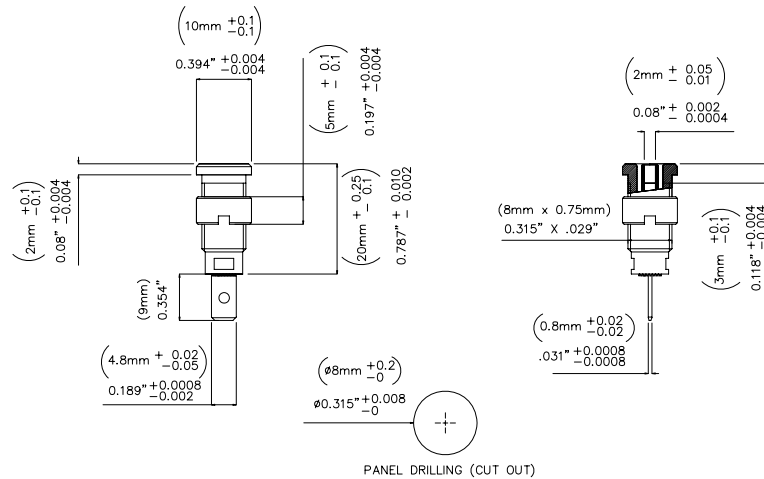 (10mm +0.1 -0.1)
0.394" +0.004 -0.004
(5mm + 0.1 - 0.1)
0.197" +0.004 -0.004
(2mm +0.1 -0.1)
0.08" +0.004 -0.004
(20mm + 0.25 - 0.1)
0.787" + 0.010 - 0.002
(9mm)
0.354"
(4.8mm + 0.02 -0.05)
0.189" +0.0008 -0.002
(ø8mm +0.2 -0)
ø0.315" +0.008 -0
PANEL DRILLING (CUT OUT)
(2mm + 0.05 - 0.01)
0.08" + 0.002 - 0.0004
(8mm x 0.75mm)
0.315" X .029"
(3mm +0.1 -0.1)
0.118" +0.004 -0.004
(0.8mm +0.02 -0.02)
.031" +0.0008 -0.0008